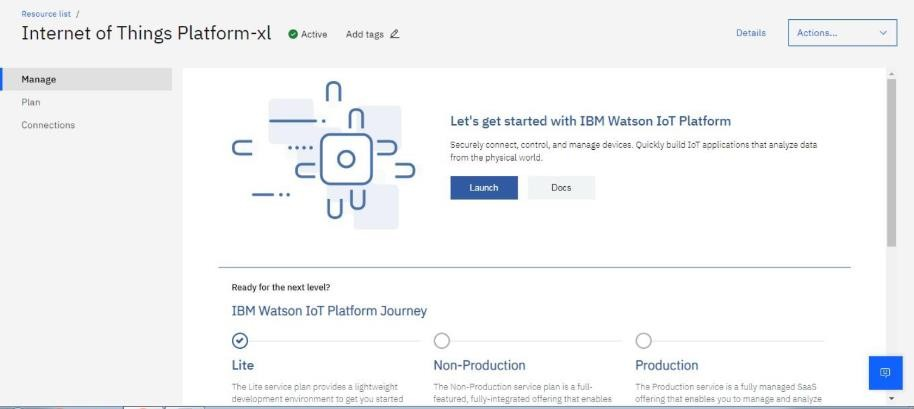 Resource list /
Internet of Things Platform-xl
Active
Add tags
Details
Actions...
Manage
Plan
Connections
Let's get started with IBM Watson IoT Platform
Securely connect, control, and manage devices. Quickly build IoT applications that analyze data
from the physical world.
Launch
Docs
Ready for the next level?
IBM Watson IoT Platform Journey
Lite
Non-Production
Production
The Lite service plan provides a lightweight
development environment to get you started
The Non-Production service plan is a full-
featured, fully-integrated offering that enables
The Production service is a fully managed SaaS
offering that enables you to manage and analyze